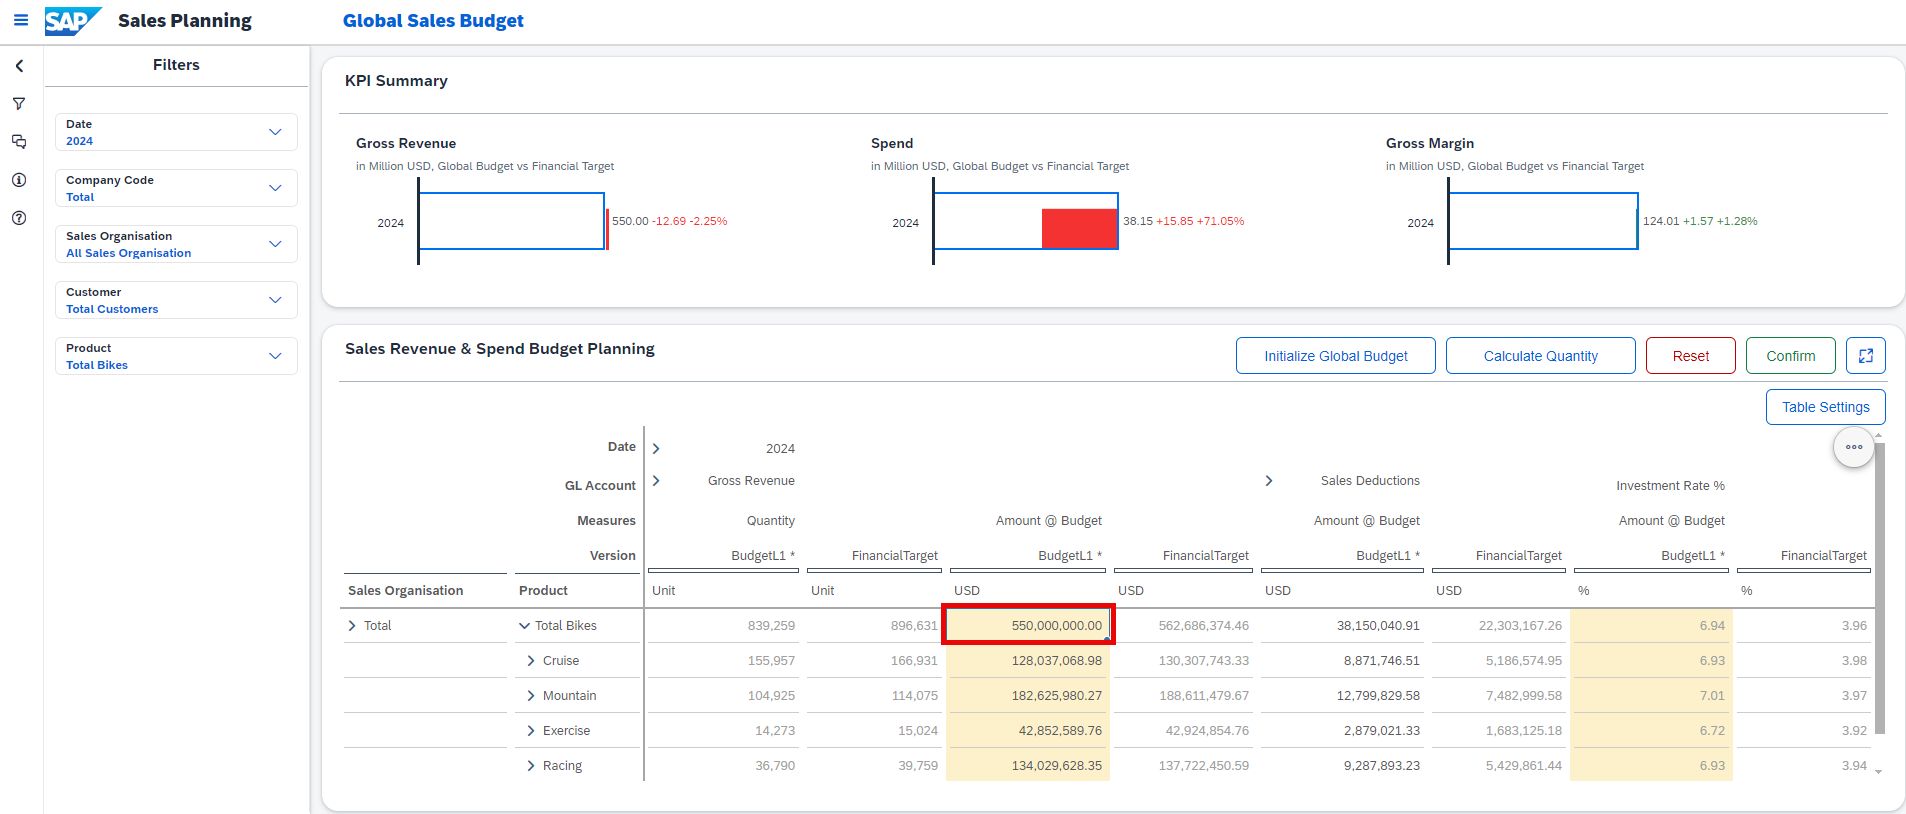 SAP Sales Planning Global Sales Budget
Filters
Date
2024
Company Code
Total
Sales Organisation
All Sales Organisation
Customer
Total Customers
Product
Total Bikes
KPI Summary
Gross Revenue
in Million USD, Global Budget vs Financial Target
2024 550.00 -12.69 -2.25%
Spend
in Million USD, Global Budget vs Financial Target
2024 38.15 +15.85 +71.05%
Gross Margin
in Million USD, Global Budget vs Financial Target
2024 124.01 +1.57 +1.28%
Sales Revenue & Spend Budget Planning
Initialize Global Budget Calculate Quantity Reset Confirm
Table Settings
Date 2024
GL Account Gross Revenue Sales Deductions Investment Rate %
Measures Quantity Amount @ Budget Amount @ Budget Amount @ Budget
Version BudgetL1 * FinancialTarget BudgetL1 * FinancialTarget BudgetL1 * FinancialTarget BudgetL1 * FinancialTarget
Sales Organisation Product Unit Unit USD USD USD USD % %
Total Total Bikes 839,259 896,631 550,000,000.00 562,686,374.46 38,150,040.91 22,303,167.26 6.94 3.96
Cruise 155,957 166,931 128,037,068.98 130,307,743.33 8,871,746.51 5,186,574.95 6.93 3.98
Mountain 104,925 114,075 182,625,980.27 188,611,479.67 12,799,829.58 7,482,999.58 7.01 3.97
Exercise 14,273 15,024 42,852,589.76 42,924,854.76 2,879,021.33 1,683,125.18 6.72 3.92
Racing 36,790 39,759 134,029,628.35 137,722,450.59 9,287,893.23 5,429,861.44 6.93 3.94